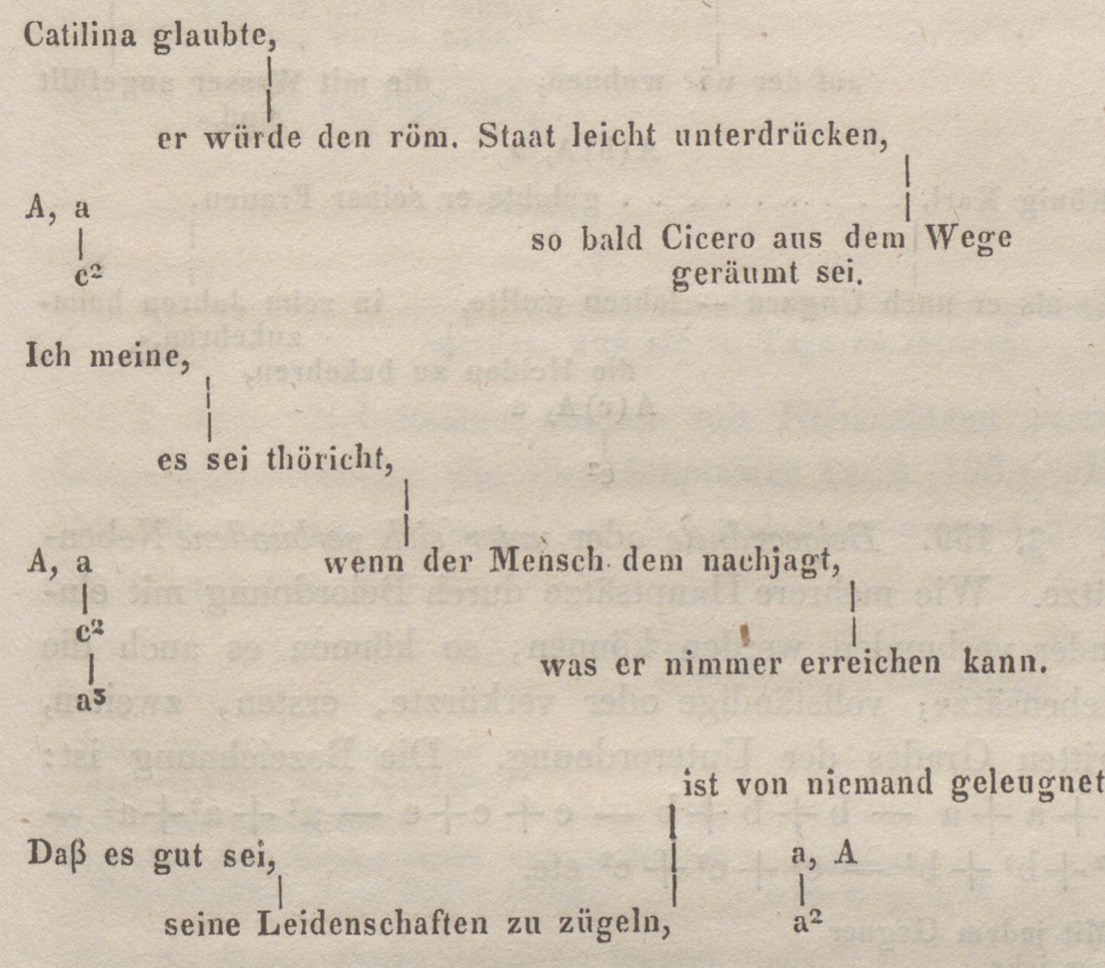 Catilina glaubte,
er würde den röm. Staat leicht unterdrücken,
A, a
so bald Cicero aus dem Wege
c²
geräumt sei.
Ich meine,
es sei thöricht,
A, a
wenn der Mensch dem nachjagt,
c²
was er nimmer erreichen kann.
a³
ist von niemand geleugnet
Daß es gut sei,
a, A
seine Leidenschaften zu zügeln,
a²